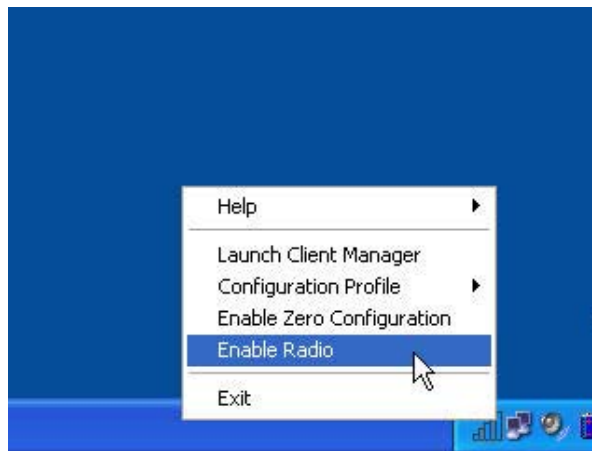 Help
Launch Client Manager
Configuration Profile
Enable Zero Configuration
Enable Radio
Exit